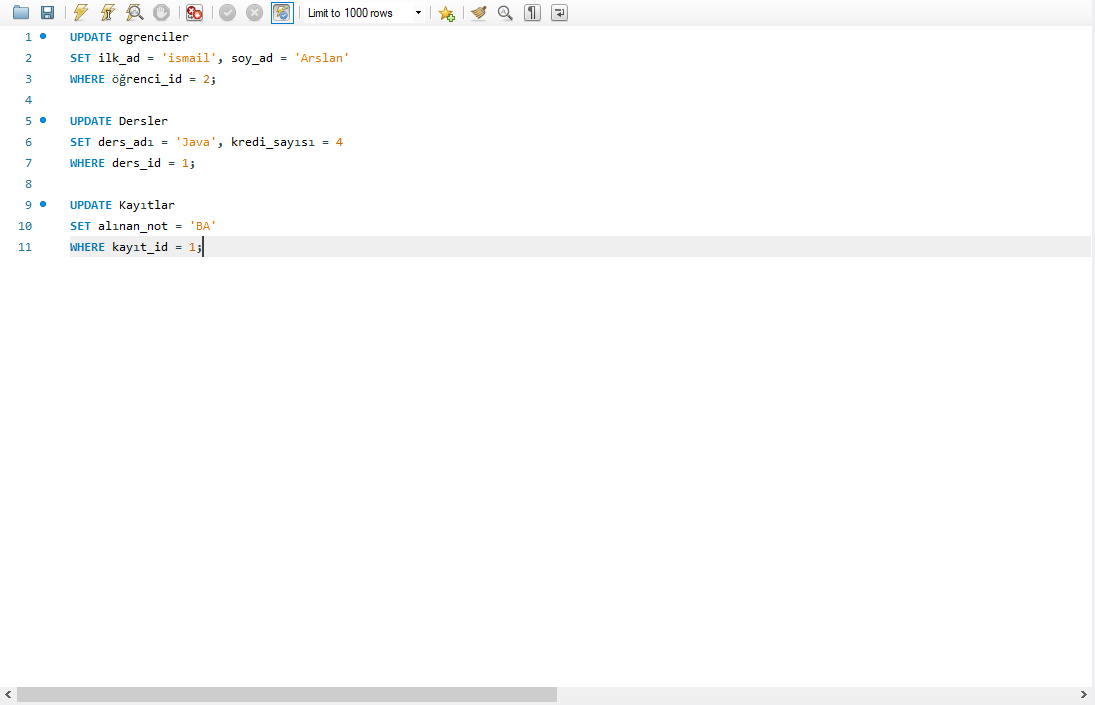 Limit to 1000 rows
1 UPDATE ogrenciler
2 SET ilk_ad = 'ismail', soy_ad = 'Arslan'
3 WHERE öğrenci_id = 2;
4
5 UPDATE Dersler
6 SET ders_adı = 'Java', kredi_sayısı = 4
7 WHERE ders_id = 1;
8
9 UPDATE Kayıtlar
10 SET alınan_not = 'BA'
11 WHERE kayıt_id = 1;